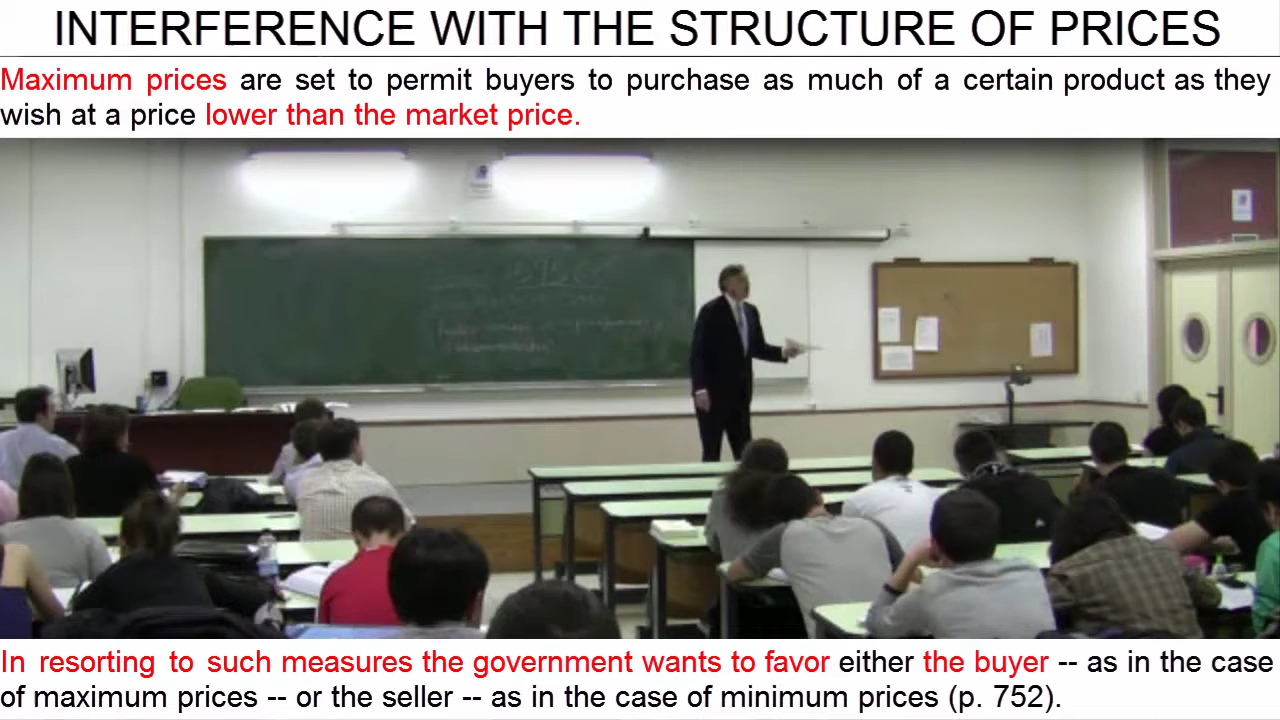 INTERFERENCE WITH THE STRUCTURE OF PRICES
Maximum prices are set to permit buyers to purchase as much of a certain product as they
wish at a price lower than the market price.
In resorting to such measures the government wants to favor either the buyer -- as in the case
of maximum prices -- or the seller -- as in the case of minimum prices (p. 752).